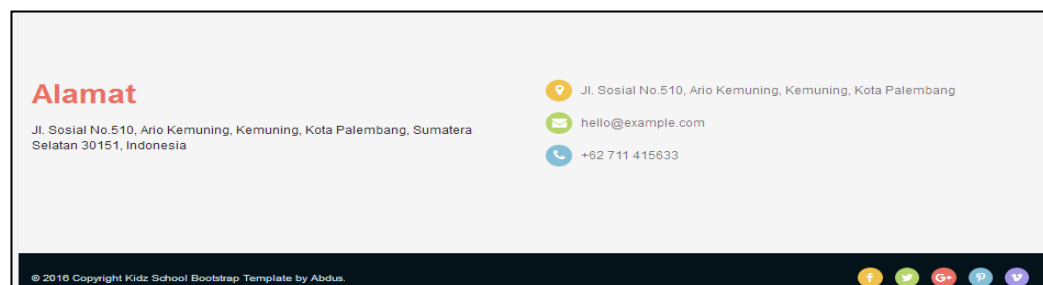 Alamat
Jl. Sosial No.510, Ario Kemuning, Kemuning, Kota Palembang, Sumatera
Selatan 30151, Indonesia
Jl. Sosial No.510, Ario Kemuning, Kemuning, Kota Palembang
hello@example.com
+62 711 415633
© 2016 Copyright Kidz School Bootstrap Template by Abdus.